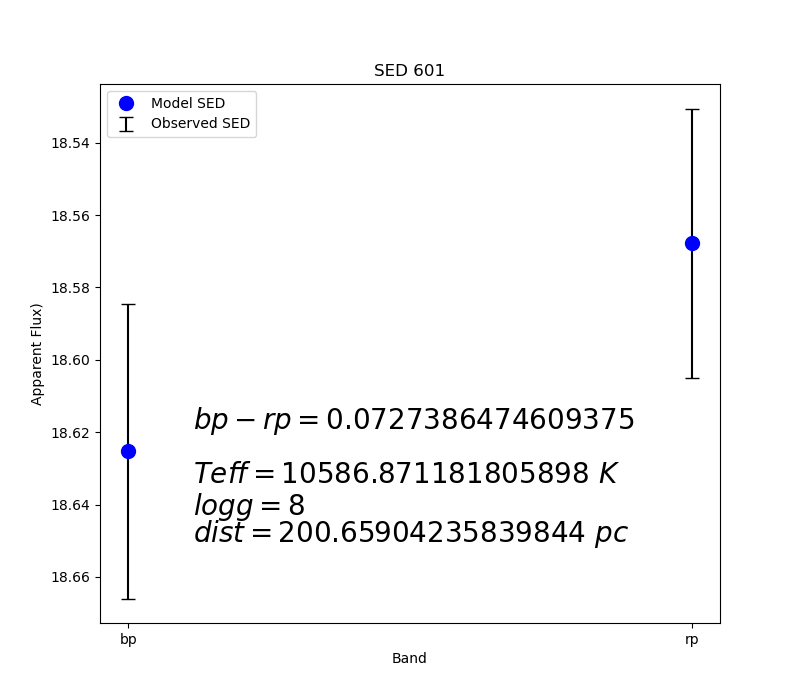 SED 601
Model SED
Observed SED
18.54
18.56
18.58
18.60
18.62
18.64
18.66
Apparent Flux)
bp − rp = 0.0727386474609375
Teff = 10586.871181805898 K
logg = 8
dist = 200.65904235839844 pc
bp
rp
Band